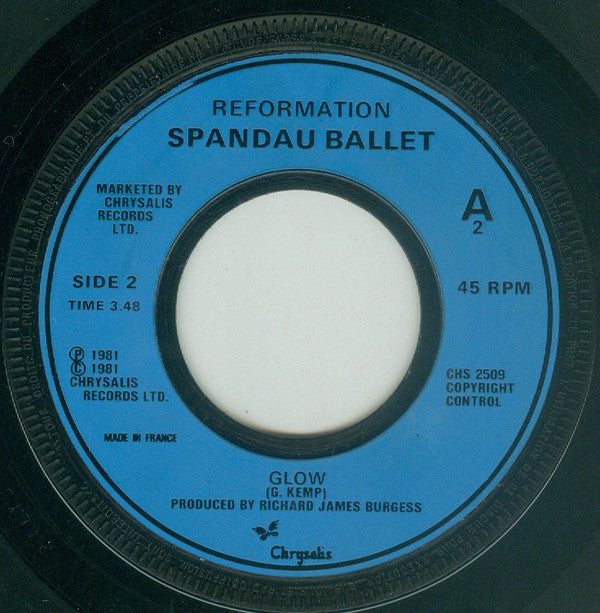 REFORMATION
SPANDAU BALLET
MARKETED BY
CHRYSALIS
RECORDS
LTD.
A
2
SIDE 2
TIME 3.48
45 RPM
Ⓟ 1981
© 1981
CHRYSALIS
RECORDS LTD.
CHS 2509
COPYRIGHT
CONTROL
MADE IN FRANCE
GLOW
(G. KEMP)
PRODUCED BY RICHARD JAMES BURGESS
Chrysalis